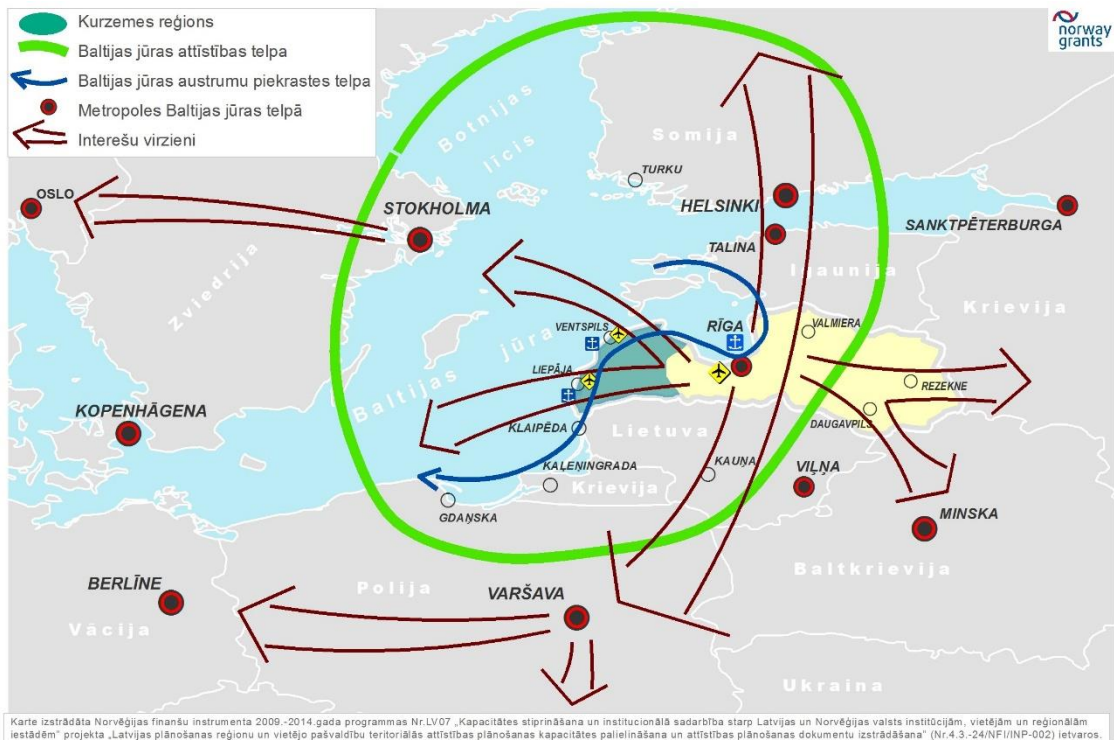 Kurzemes reģions
Baltijas jūras attīstības telpa
Baltijas jūras austrumu piekrastes telpa
Metropoles Baltijas jūras telpā
Interešu virzieni
norway
grants
Botnijas
līcis
Somija
TURKU
OSLO
STOKHOLMA
HELSINKI
SANKTPĒTERBURGA
TALINA
Igaunija
Zviedrija
Krievija
VENTSPILS
RĪGA
VALMIERA
Baltijas jūra
LIEPĀJA
REZEKNE
KOPENHĀGENA
KLAIPĒDA
Lietuva
DAUGAVPILS
KAĻEŅINGRADA
KAUŅA
VIĻŅA
Krievija
GDAŅSKA
MINSKA
Baltkrievija
BERLĪNE
Polija
VARŠAVA
Vācija
Ukraina
Karte izstrādāta Norvēģijas finanšu instrumenta 2009.-2014.gada programmas Nr.LV07 „Kapacitātes stiprināšana un institucionālā sadarbība starp Latvijas un Norvēģijas valsts institūcijām, vietējām un reģionālām
iestādēm” projekta „Latvijas plānošanas reģionu un vietējo pašvaldību teritoriālās attīstības plānošanas kapacitātes palielināšana un attīstības plānošanas dokumentu izstrādāšana” (Nr.4.3.-24/NFI/INP-002) ietvaros.